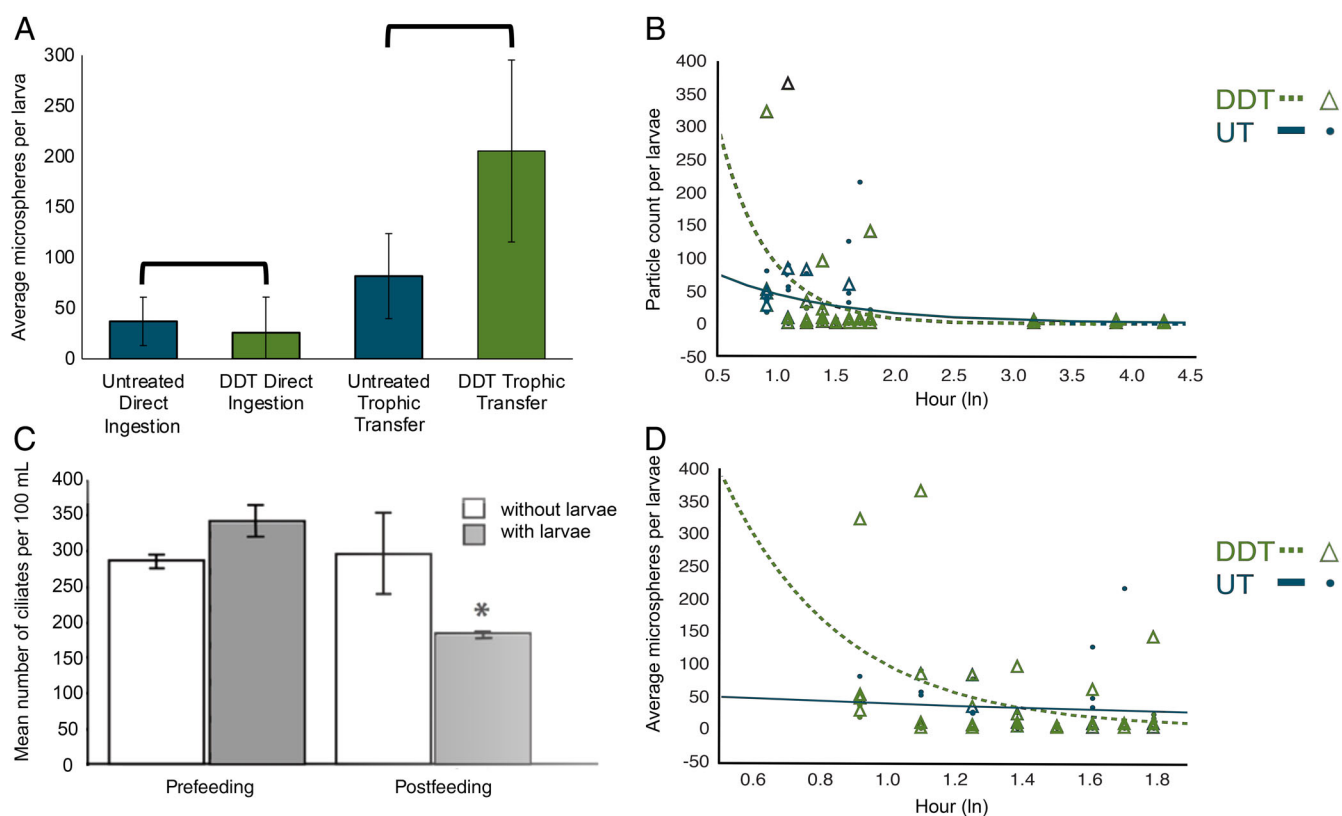 A
Average microspheres per larva
300
250
200
150
100
50
0
Untreated
Direct
Ingestion
DDT Direct
Ingestion
Untreated
Trophic
Transfer
DDT Trophic
Transfer
B
Particle count per larvae
400
350
300
250
200
150
100
50
0
-50
0.5 1.0 1.5 2.0 2.5 3.0 3.5 4.0 4.5
Hour (ln)
DDT
UT
C
Mean number of ciliates per 100 mL
400
350
300
250
200
150
100
50
0
without larvae
with larvae
*
Prefeeding Postfeeding
D
Average microspheres per larvae
400
350
300
250
200
150
100
50
0
-50
0.6 0.8 1.0 1.2 1.4 1.6 1.8
Hour (ln)
DDT
UT